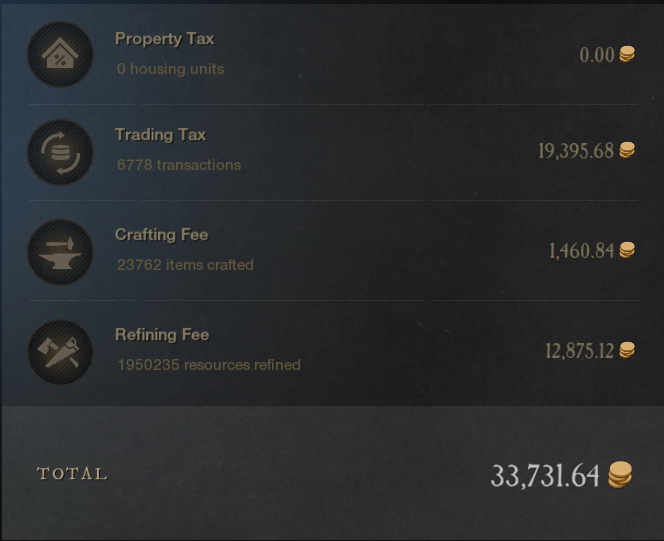 Property Tax
0 housing units
0.00
Trading Tax
6778 transactions
19,395.68
Crafting Fee
23762 items crafted
1,460.84
Refining Fee
1950235 resources refined
12,875.12
TOTAL
33,731.64